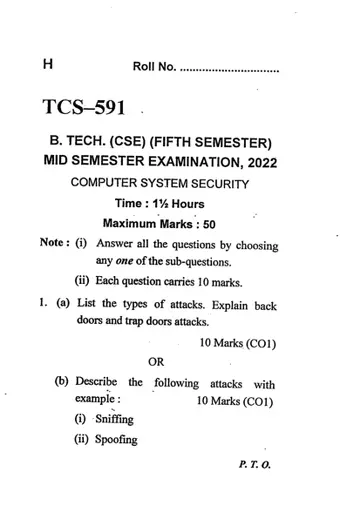 H Roll No. ..............................
TCS–591
B. TECH. (CSE) (FIFTH SEMESTER)
MID SEMESTER EXAMINATION, 2022
COMPUTER SYSTEM SECURITY
Time : 1½ Hours
Maximum Marks : 50
Note : (i) Answer all the questions by choosing
any one of the sub-questions.
(ii) Each question carries 10 marks.
1. (a) List the types of attacks. Explain back
doors and trap doors attacks.
10 Marks (CO1)
OR
(b) Describe the following attacks with
example : 10 Marks (CO1)
(i) Sniffing
(ii) Spoofing
P. T. O.